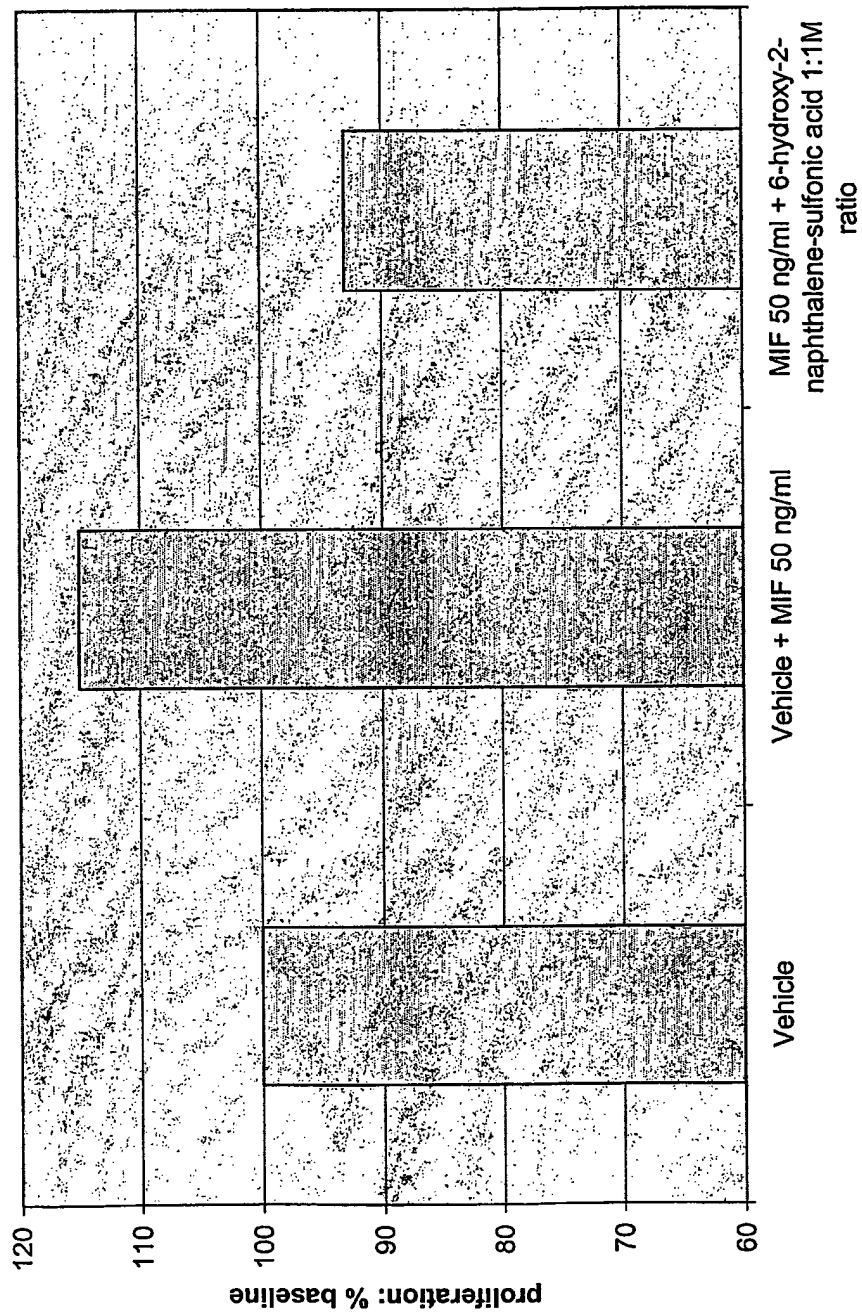 proliferation: % baseline
120
110
100
90
80
70
60
Vehicle
Vehicle + MIF 50 ng/ml
MIF 50 ng/ml + 6-hydroxy-2-
naphthalene-sulfonic acid 1:1M
ratio